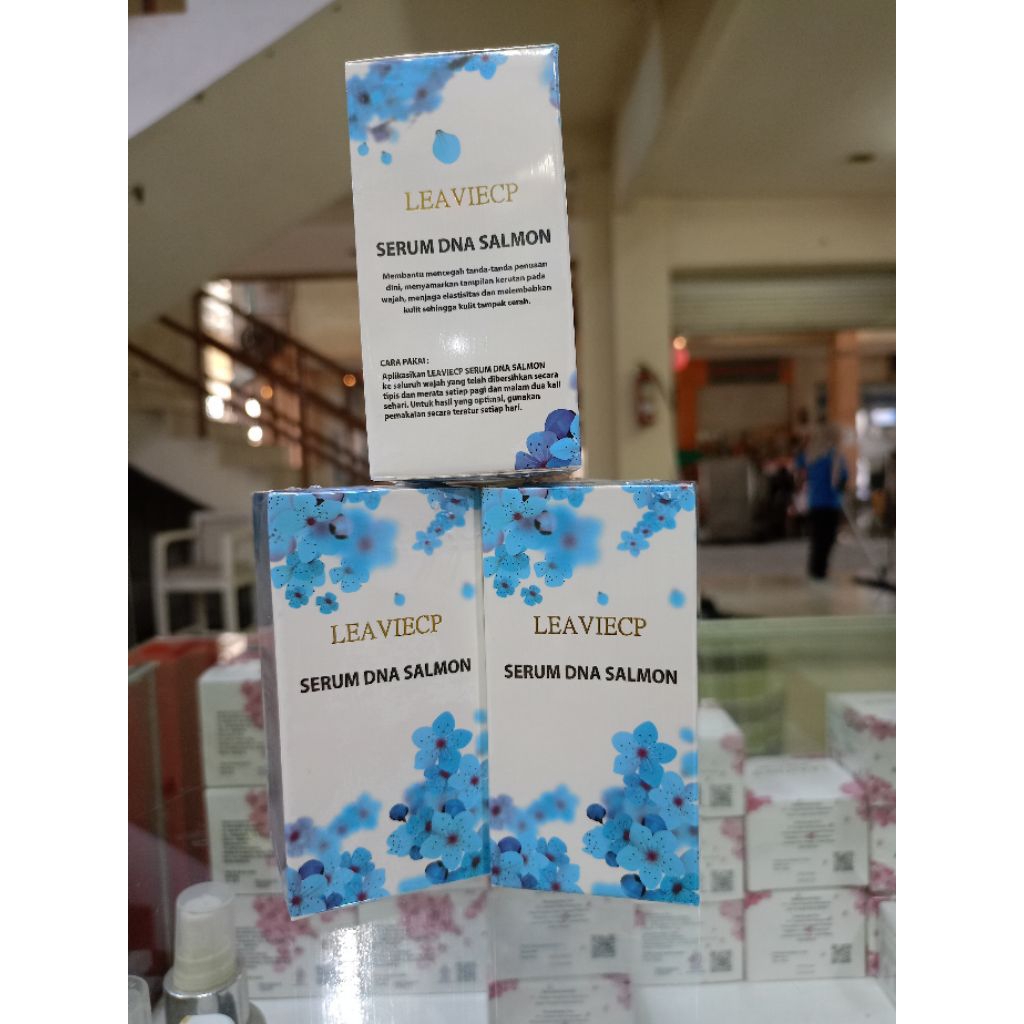 LEAVIECP
SERUM DNA SALMON
Membantu mencegah tanda-tanda penuaan
dini, menyamarkan tampilan kerutan pada
wajah, menjaga elastisitas dan melembabkan
kulit sehingga kulit tampak cerah.
CARA PAKAI :
Aplikasikan LEAVIECP SERUM DNA SALMON
ke seluruh wajah yang telah dibersihkan secara
tipis dan merata setiap pagi dan malam dua kali
sehari. Untuk hasil yang optimal, gunakan
pemakaian secara teratur setiap hari.
LEAVIECP
SERUM DNA SALMON
LEAVIECP
SERUM DNA SALMON